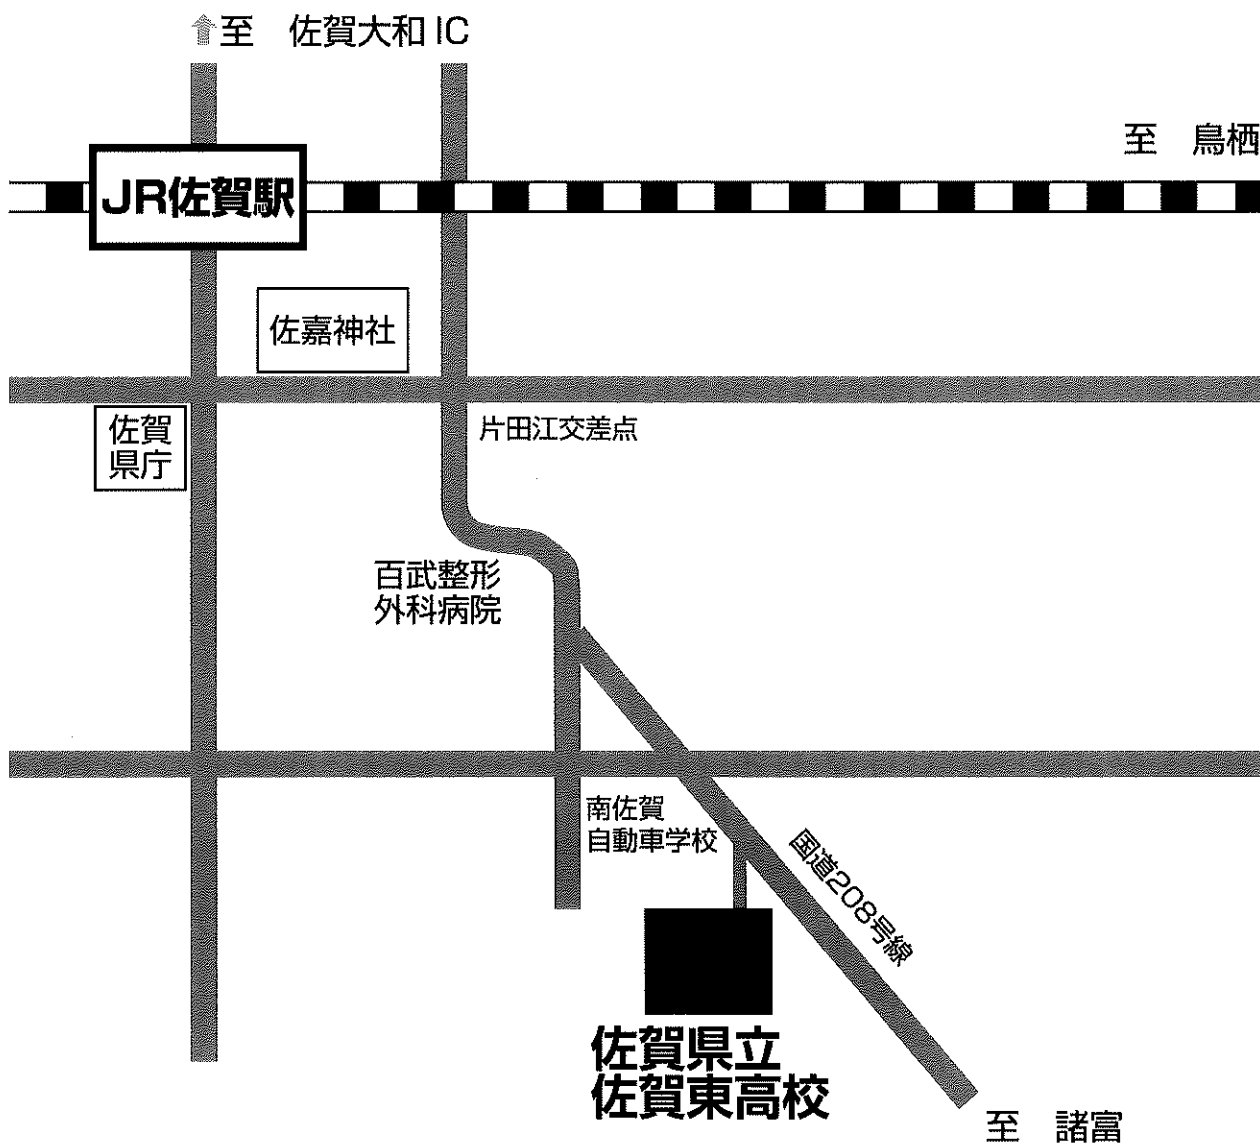 至 佐賀大和IC
至 鳥栖
JR佐賀駅
佐嘉神社
佐賀
県庁
片田江交差点
百武整形
外科病院
南佐賀
自動車学校
国道208号線
佐賀県立
佐賀東高校
至 諸富